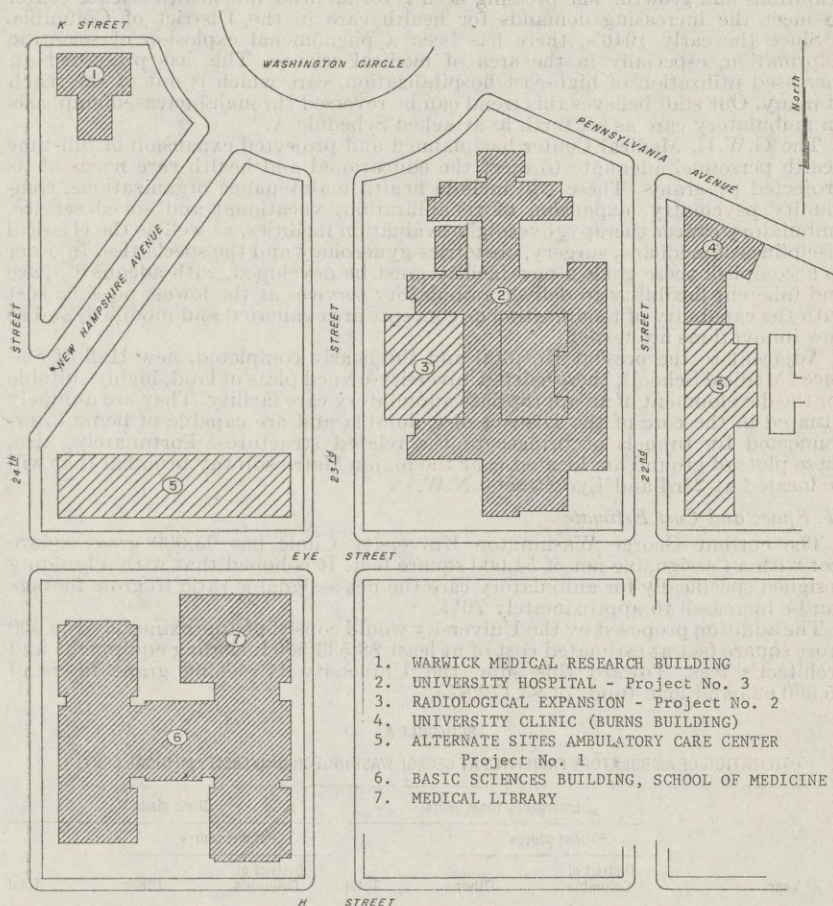 K STREET
WASHINGTON CIRCLE
North
PENNSYLVANIA AVENUE
NEW HAMPSHIRE AVENUE
1
2
3
4
5
5
24th STREET
23rd STREET
22nd STREET
EYE STREET
7
6
1. WARWICK MEDICAL RESEARCH BUILDING
2. UNIVERSITY HOSPITAL - Project No. 3
3. RADIOLOGICAL EXPANSION - Project No. 2
4. UNIVERSITY CLINIC (BURNS BUILDING)
5. ALTERNATE SITES AMBULATORY CARE CENTER
Project No. 1
6. BASIC SCIENCES BUILDING, SCHOOL OF MEDICINE
7. MEDICAL LIBRARY
H STREET